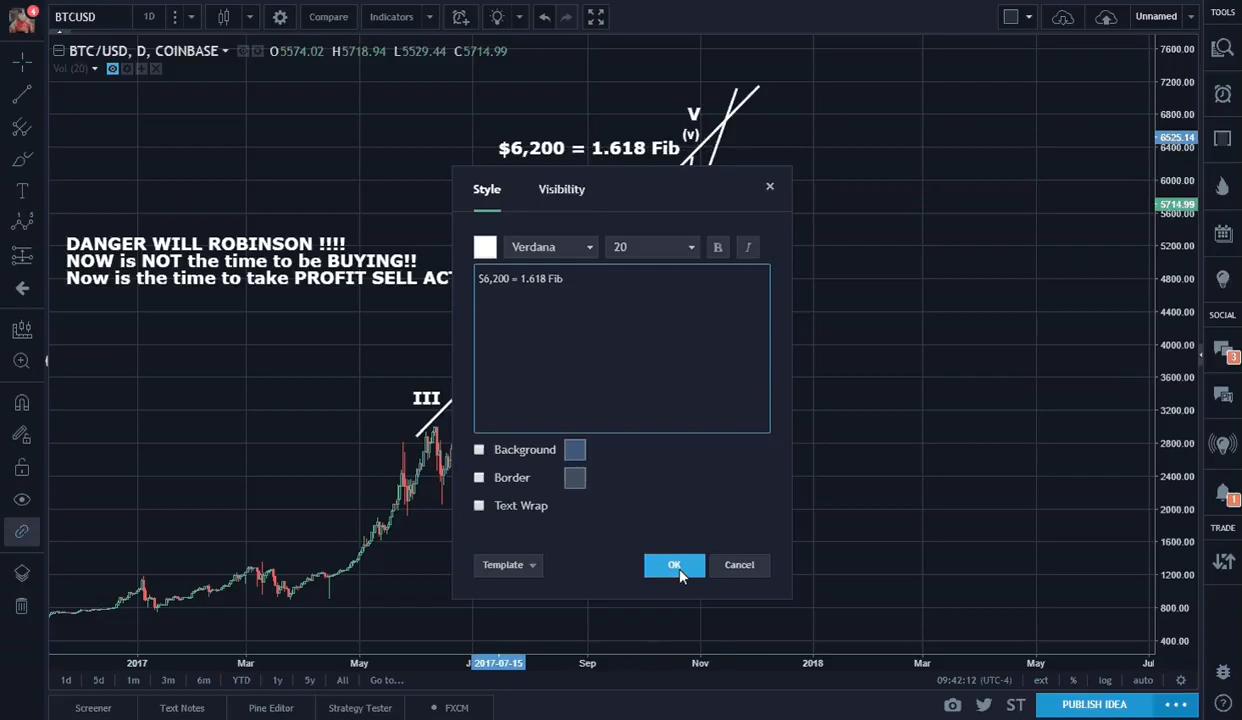 4
BTCUSD
1D
Compare
Indicators
Unnamed
TOOLS
BTC/USD, D, COINBASE
O5574.02 H5718.94 L5529.44 C5714.99
Vol (20)
7600.00
7200.00
6800.00
6525.14
6400.00
6000.00
5714.99
5600.00
5200.00
4800.00
4400.00
4000.00
3600.00
3200.00
2800.00
2400.00
2000.00
1600.00
1200.00
800.00
400.00
V
(v)
$6,200 = 1.618 Fib
DANGER WILL ROBINSON !!!!
NOW is NOT the time to be BUYING!!
Now is the time to take PROFIT SELL ACT
III
Style
Visibility
Verdana
20
B
I
$6,200 = 1.618 Fib
Background
Border
Text Wrap
Template
OK
Cancel
SOCIAL
3
1
TRADE
2017
Mar
May
2017-07-15
Sep
Nov
2018
Mar
May
Jul
1d
5d
1m
3m
6m
YTD
1y
5y
All
Go to...
09:42:12 (UTC-4)
ext
%
log
auto
Screener
Text Notes
Pine Editor
Strategy Tester
FXCM
ST
PUBLISH IDEA